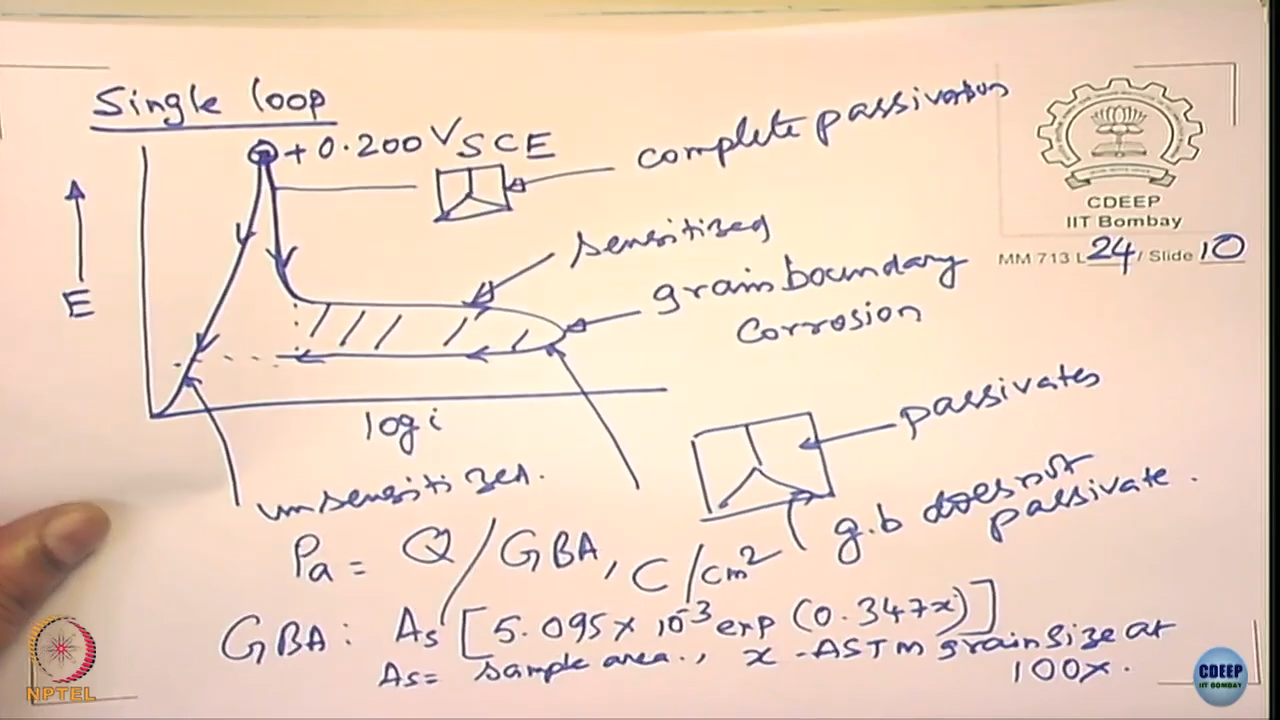 Single loop
+0.200 V SCE
complete passivation
CDEEP
IIT Bombay
MM 713 L 24 / Slide 10
sensitized
grain boundary
corrosion
E
log i
unsensitized.
passivates
g.b does not
passivate.
Pa = Q / GBA, C/cm²
GBA: As [5.095 x 10⁻³ exp (0.347x)]
As = sample area., x - ASTM grain size at
100x.
NPTEL
CDEEP
IIT BOMBAY